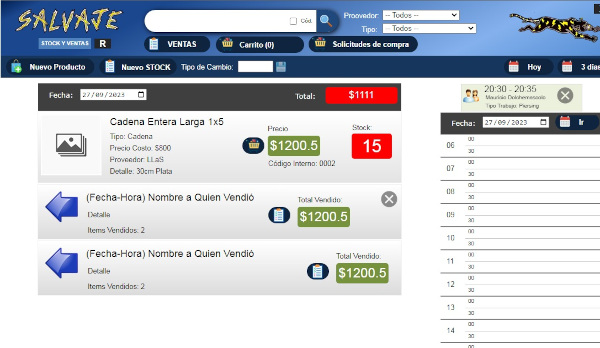 SALVAJE
STOCK Y VENTAS R
Cód.
Proovedor: -- Todos --
Tipo: -- Todos --
VENTAS
Carrito (0)
Solicitudes de compra
Nuevo Producto
Nuevo STOCK
Tipo de Cambio:
Hoy
3 días
Fecha: 27/09/2023
Total: $1111
Cadena Entera Larga 1x5
Tipo: Cadena
Precio Costo: $800
Proveedor: LLaS
Detalle: 30cm Plata
Precio
$1200.5
Código Interno: 0002
Stock:
15
(Fecha-Hora) Nombre a Quien Vendió
Detalle
Items Vendidos: 2
Total Vendido:
$1200.5
(Fecha-Hora) Nombre a Quien Vendió
Detalle
Items Vendidos: 2
Total Vendido:
$1200.5
20:30 - 20:35
Tipo Trabajo: Piersing
Fecha: 27/09/2023
Ir
06 00
30
07 00
30
08 00
30
09 00
30
10 00
30
11 00
30
12 00
30
13 00
30
14 00
30